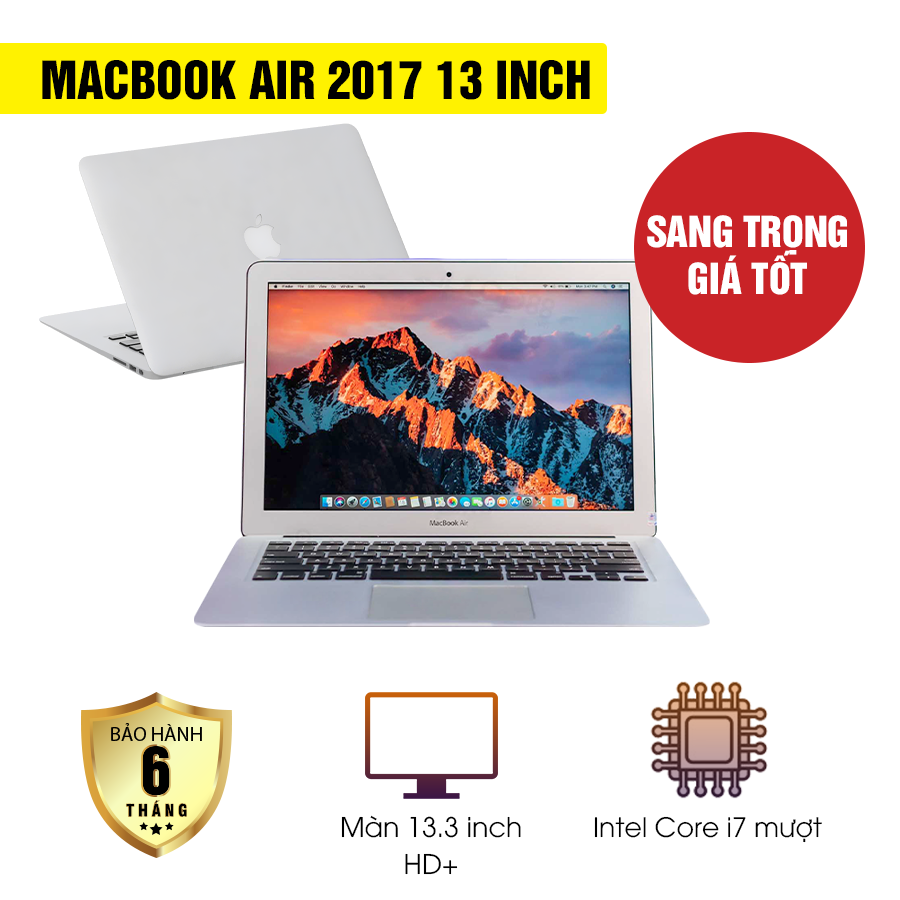 MACBOOK AIR 2017 13 INCH
SANG TRỌNG
GIÁ TỐT
MacBook Air
BẢO HÀNH
6
THÁNG
Màn 13.3 inch
HD+
Intel Core i7 mượt